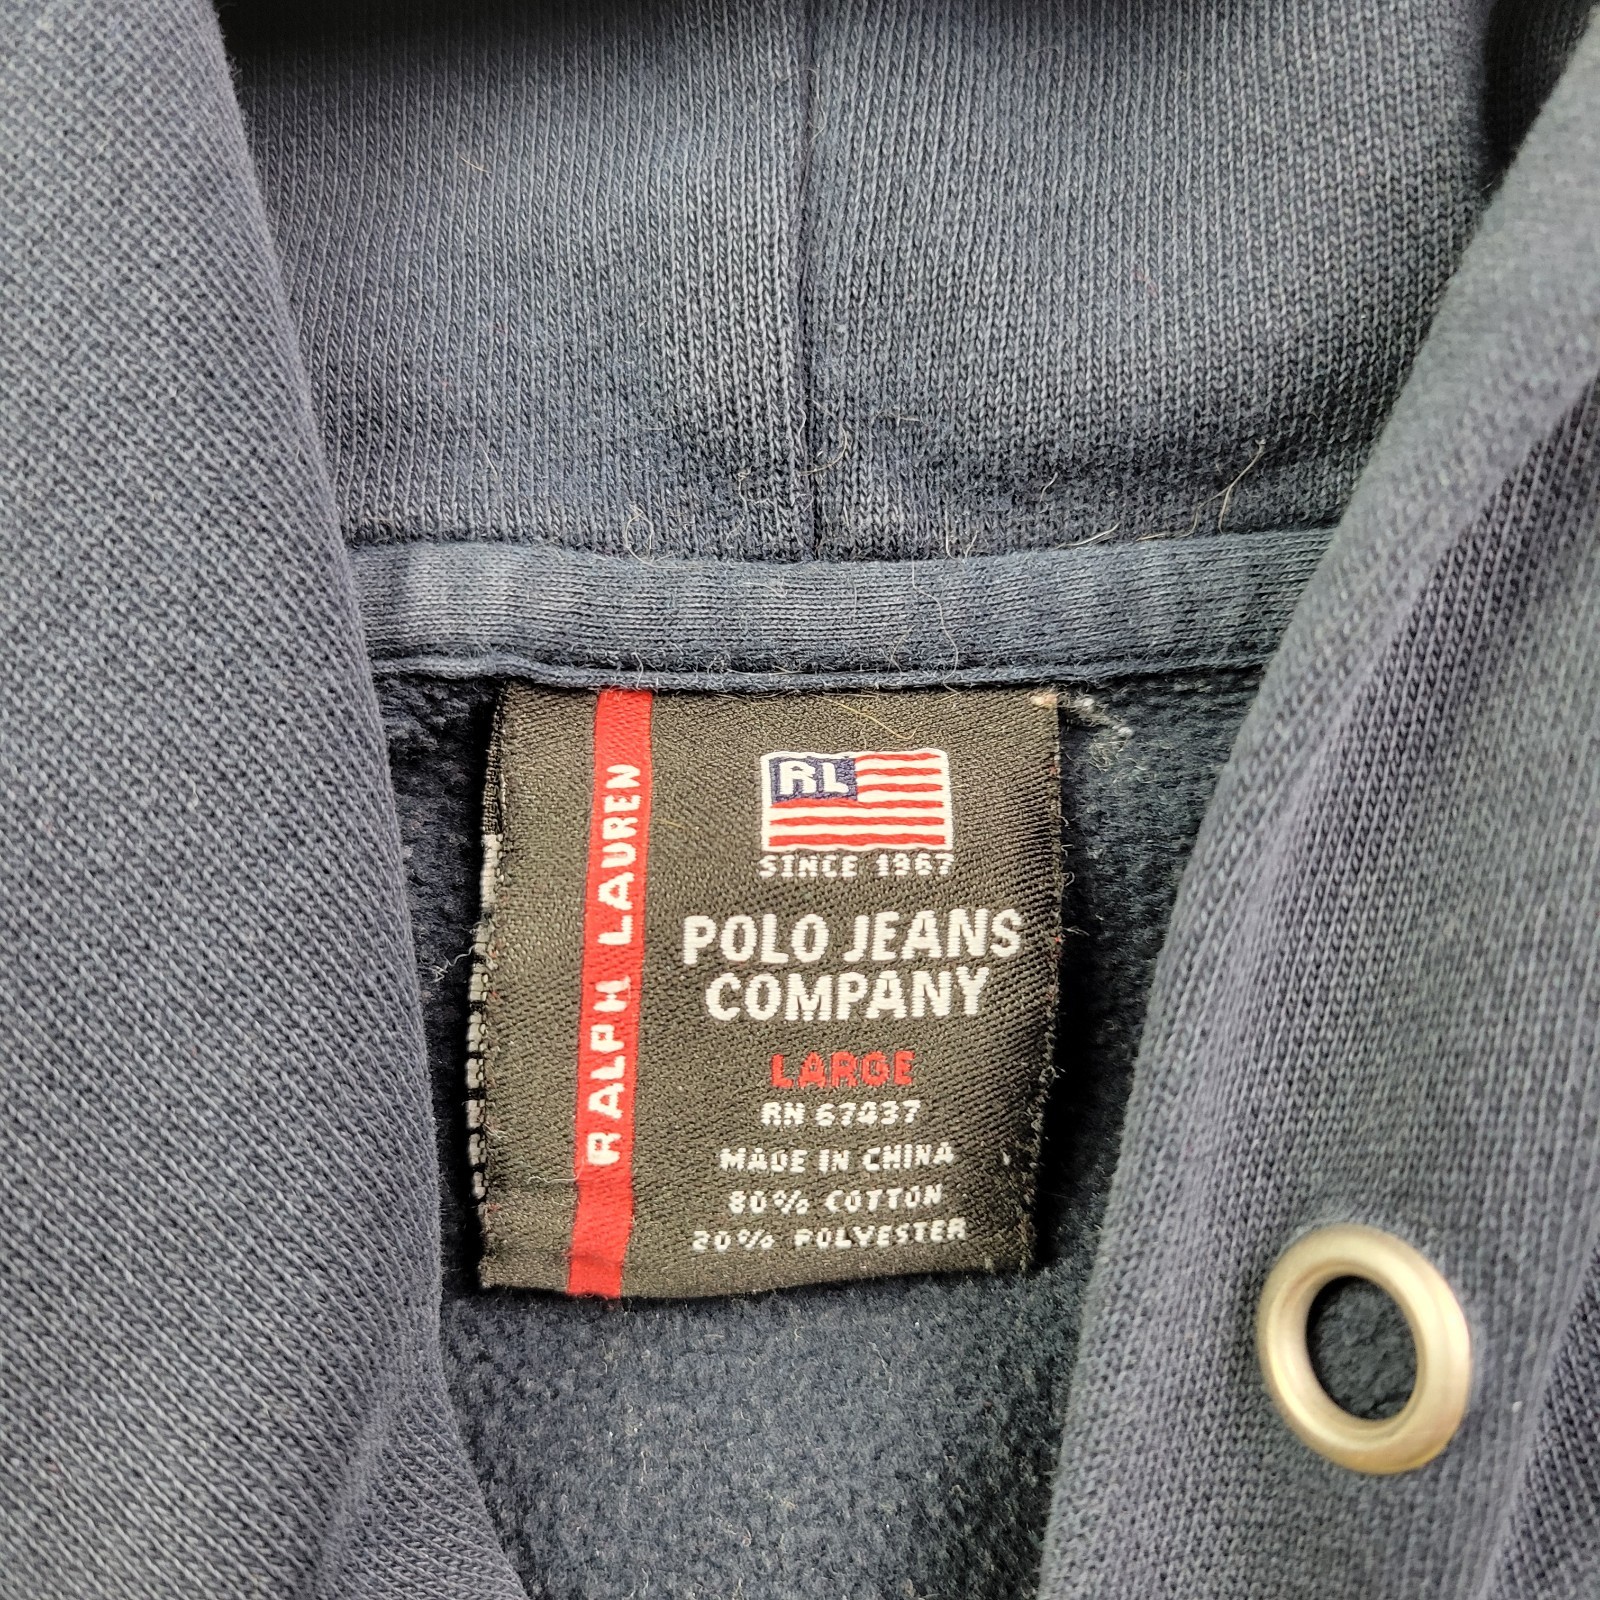 RALPH LAUREN
RL
SINCE 1967
POLO JEANS
COMPANY
LARGE
RN 67437
MADE IN CHINA
80% COTTON
20% POLYESTER